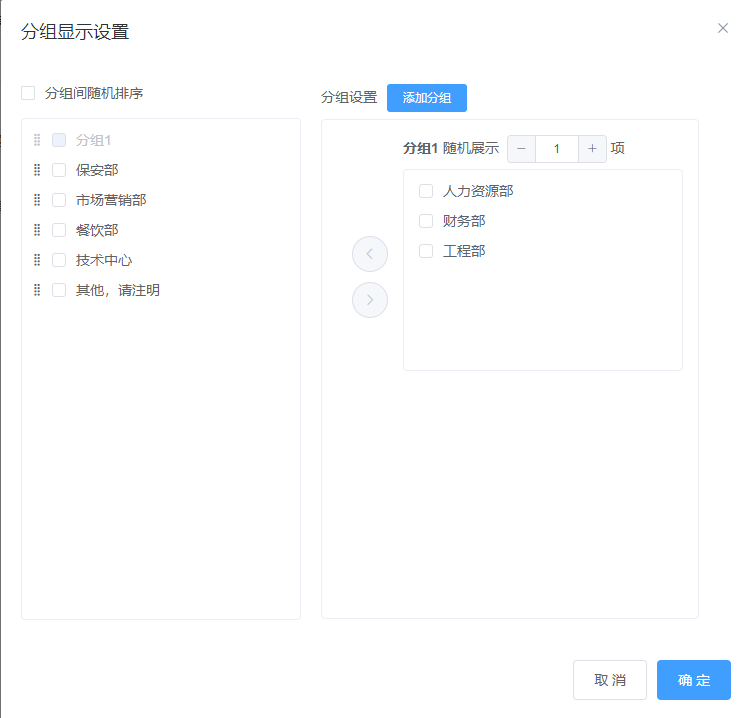 分组显示设置
分组间随机排序
分组1
保安部
市场营销部
餐饮部
技术中心
其他，请注明
分组设置 添加分组
分组1 随机展示 − 1 + 项
人力资源部
财务部
工程部
取消 确定